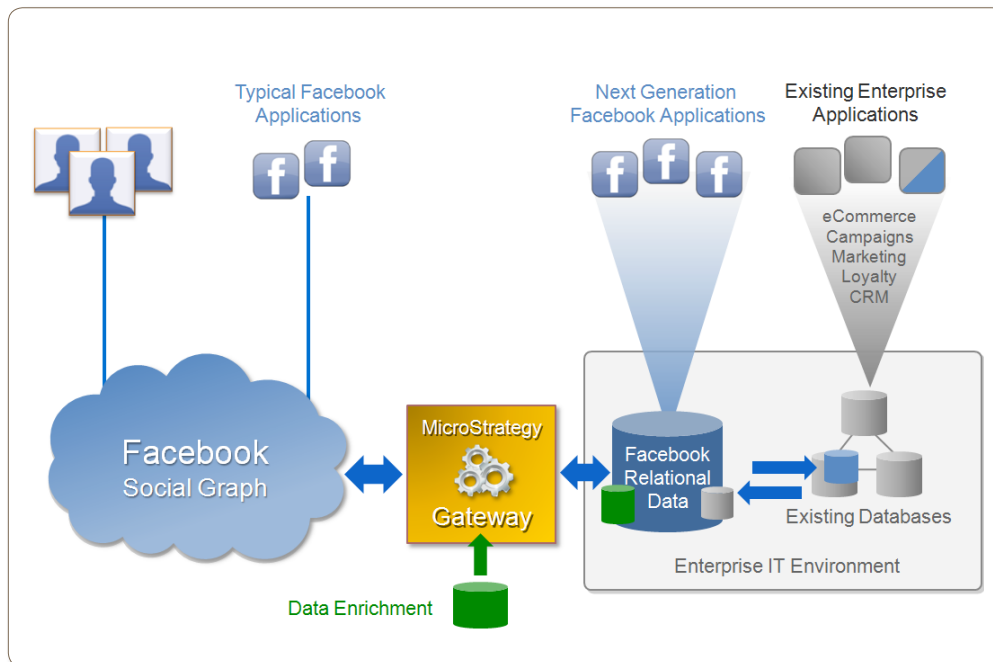 Typical Facebook
Applications
Next Generation
Facebook Applications
Existing Enterprise
Applications
f
f
f
f
f
eCommerce
Campaigns
Marketing
Loyalty
CRM
Facebook
Social Graph
MicroStrategy
Gateway
Facebook
Relational
Data
Existing Databases
Enterprise IT Environment
Data Enrichment